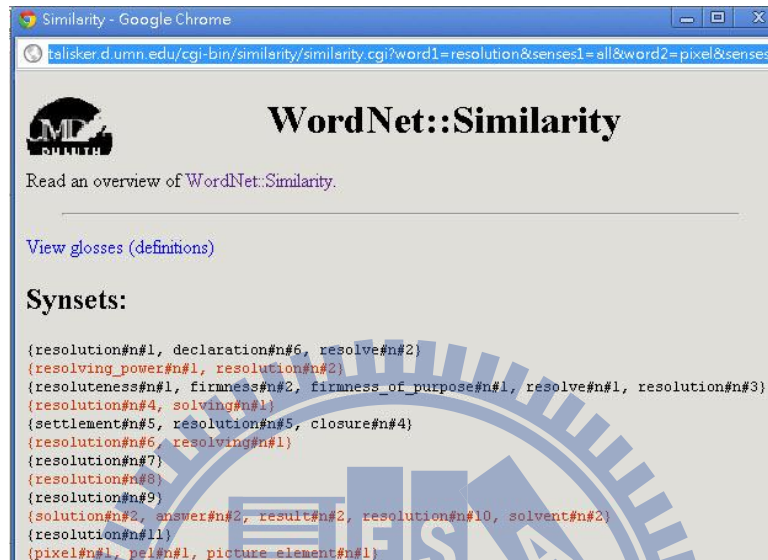 Similarity - Google Chrome
talisker.d.umn.edu/cgi-bin/similarity/similarity.cgi?word1=resolution&senses1=all&word2=pixel&senses
UMD
DULUTH
WordNet::Similarity
Read an overview of WordNet::Similarity.
View glosses (definitions)
Synsets:
{resolution#n#1, declaration#n#6, resolve#n#2}
{resolving_power#n#1, resolution#n#2}
{resoluteness#n#1, firmness#n#2, firmness_of_purpose#n#1, resolve#n#1, resolution#n#3}
{resolution#n#4, solving#n#1}
{settlement#n#5, resolution#n#5, closure#n#4}
{resolution#n#6, resolving#n#1}
{resolution#n#7}
{resolution#n#8}
{resolution#n#9}
{solution#n#2, answer#n#2, result#n#2, resolution#n#10, solvent#n#2}
{resolution#n#11}
{pixel#n#1, pel#n#1, picture_element#n#1}